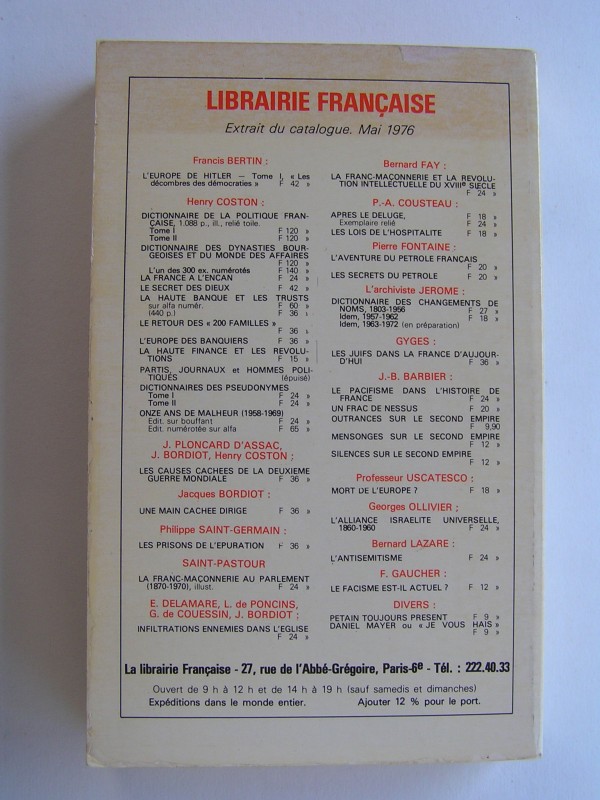 LIBRAIRIE FRANÇAISE
Extrait du catalogue. Mai 1976
Francis BERTIN :
L'EUROPE DE HITLER — Tome I, « Les
décombres des démocraties » F 42 »
Henry COSTON :
DICTIONNAIRE DE LA POLITIQUE FRAN-
ÇAISE, 1.088 p., ill., relié toile.
Tome I F 120 »
Tome II F 120 »
DICTIONNAIRE DES DYNASTIES BOUR-
GEOISES ET DU MONDE DES AFFAIRES
F 120 »
L'un des 300 ex. numérotés F 140 »
LA FRANCE A L'ENCAN F 24 »
LE SECRET DES DIEUX F 42 »
LA HAUTE BANQUE ET LES TRUSTS
sur alfa numér. F 60 »
(440 p.) F 36
LE RETOUR DES « 200 FAMILLES »
F 36
L'EUROPE DES BANQUIERS F 36 »
LA HAUTE FINANCE ET LES REVOLU-
TIONS F 15 »
PARTIS, JOURNAUX et HOMMES POLI-
TIQUES (épuisé)
DICTIONNAIRES DES PSEUDONYMES
Tome I F 24 »
Tome II F 24 »
ONZE ANS DE MALHEUR (1958-1969)
Edit. sur bouffant F 24 »
Edit. numérotée sur alfa F 65 »
J. PLONCARD D'ASSAC,
J. BORDIOT, Henry COSTON :
LES CAUSES CACHEES DE LA DEUXIEME
GUERRE MONDIALE F 36 »
Jacques BORDIOT :
UNE MAIN CACHEE DIRIGE F 36 »
Philippe SAINT-GERMAIN :
LES PRISONS DE L'EPURATION F 36 »
SAINT-PASTOUR
LA FRANC-MAÇONNERIE AU PARLEMENT
(1870-1970), illust. F 24 »
E. DELAMARE, L. de PONCINS,
G. de COUESSIN, J. BORDIOT :
INFILTRATIONS ENNEMIES DANS L'EGLISE
F 24 »
Bernard FAY :
LA FRANC-MAÇONNERIE ET LA REVOLU-
TION INTELLECTUELLE DU XVIIIe SIECLE
F 24 »
P.-A. COUSTEAU :
APRES LE DELUGE, F 18 »
Exemplaire relié F 24 »
LES LOIS DE L'HOSPITALITE F 18 »
Pierre FONTAINE :
L'AVENTURE DU PETROLE FRANÇAIS
F 20 »
LES SECRETS DU PETROLE F 20 »
L'archiviste JEROME :
DICTIONNAIRE DES CHANGEMENTS DE
NOMS, 1803-1956 F 27 »
Idem, 1957-1962 F 18 »
Idem, 1963-1972 (en préparation)
GYGES :
LES JUIFS DANS LA FRANCE D'AUJOUR-
D'HUI F 36 »
J.-B. BARBIER :
LE PACIFISME DANS L'HISTOIRE DE
FRANCE F 24 »
UN FRAC DE NESSUS F 20 »
OUTRANCES SUR LE SECOND EMPIRE
F 9,90
MENSONGES SUR LE SECOND EMPIRE
F 12 »
SILENCES SUR LE SECOND EMPIRE
F 12 »
Professeur USCATESCO :
MORT DE L'EUROPE ? F 18 »
Georges OLLIVIER :
L'ALLIANCE ISRAELITE UNIVERSELLE,
1860-1960 F 24 »
Bernard LAZARE :
L'ANTISEMITISME F 24 »
F. GAUCHER :
LE FACISME EST-IL ACTUEL ? F 12 »
DIVERS :
PETAIN TOUJOURS PRESENT F 9 »
DANIEL MAYER ou « JE VOUS HAIS »
F 9 »
La librairie Française - 27, rue de l'Abbé-Grégoire, Paris-6e - Tél. : 222.40.33
Ouvert de 9 h à 12 h et de 14 h à 19 h (sauf samedis et dimanches)
Expéditions dans le monde entier. Ajouter 12 % pour le port.